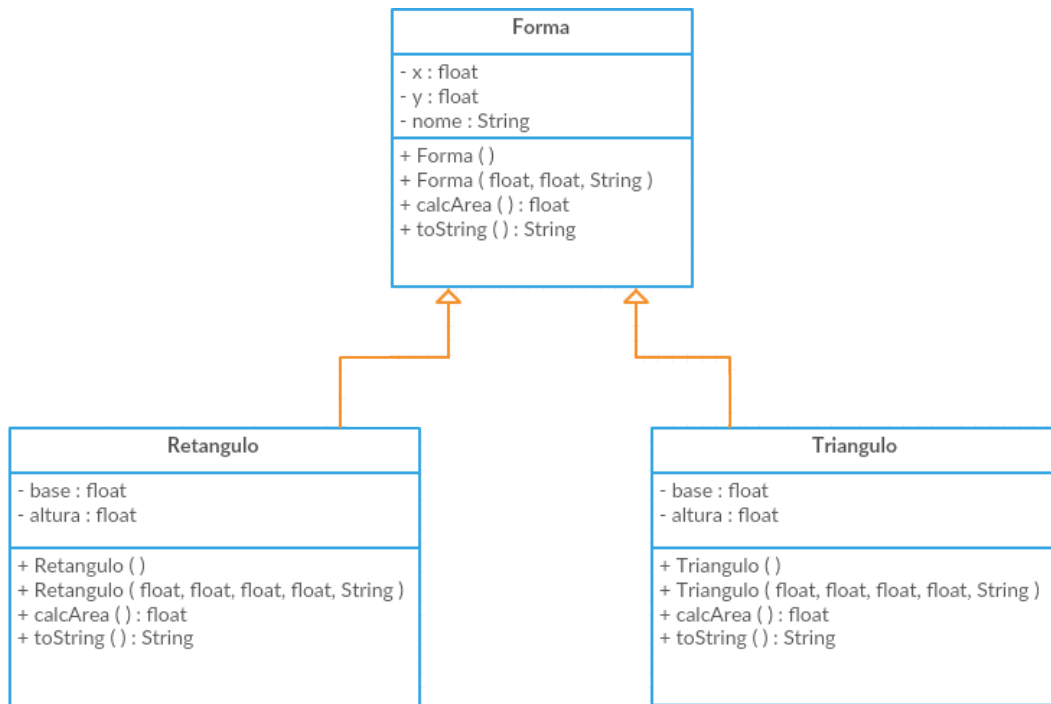 Forma
- x : float
- y : float
- nome : String
+ Forma ( )
+ Forma ( float, float, String )
+ calcArea ( ) : float
+ toString ( ) : String
Retangulo
- base : float
- altura : float
+ Retangulo ( )
+ Retangulo ( float, float, float, float, String )
+ calcArea ( ) : float
+ toString ( ) : String
Triangulo
- base : float
- altura : float
+ Triangulo ( )
+ Triangulo ( float, float, float, float, String )
+ calcArea ( ) : float
+ toString ( ) : String